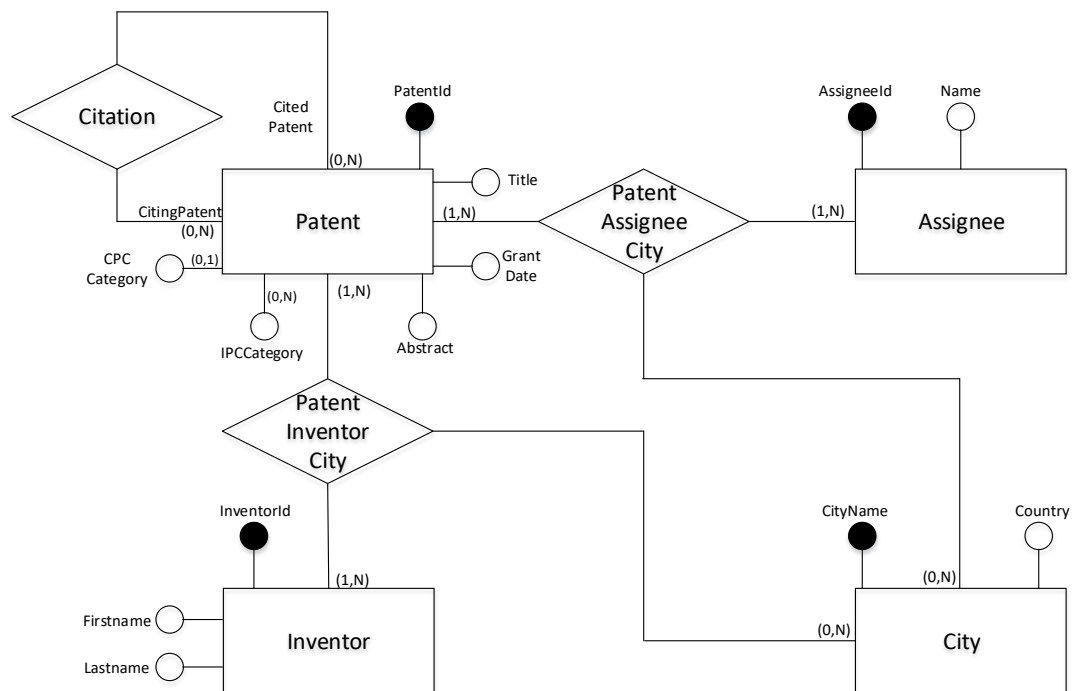 Citation
Cited
Patent
(0,N)
CitingPatent
(0,N)
PatentId
Title
Patent
(1,N)
Grant
Date
CPC
Category
(0,1)
(0,N)
IPCCategory
(1,N)
Abstract
Patent
Assignee
City
(1,N)
AssigneeId
Name
Assignee
Patent
Inventor
City
InventorId
(1,N)
Firstname
Lastname
Inventor
CityName
Country
(0,N)
(0,N)
City